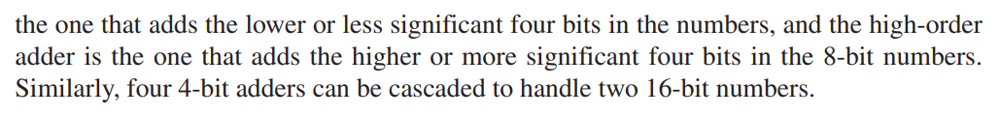 the one that adds the lower or less significant four bits in the numbers, and the high-order
adder is the one that adds the higher or more significant four bits in the 8-bit numbers.
Similarly, four 4-bit adders can be cascaded to handle two 16-bit numbers.